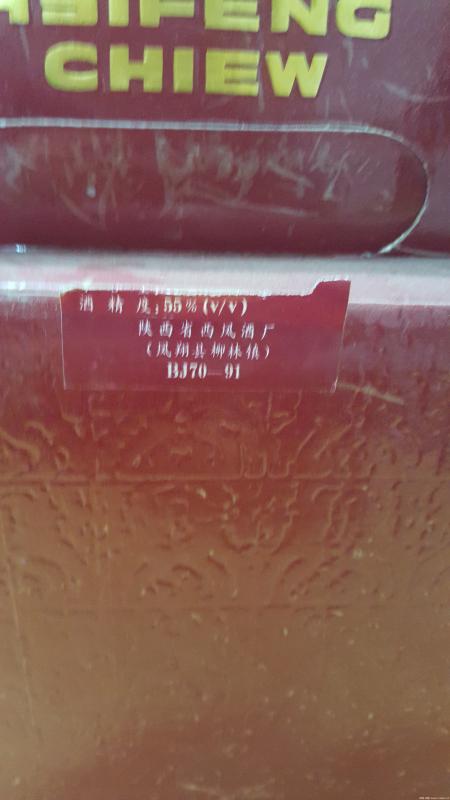 HSIFENG
CHIEW
酒精度:55%(v/v)
陕西省西凤酒厂
(凤翔县柳林镇)
BJ70—91